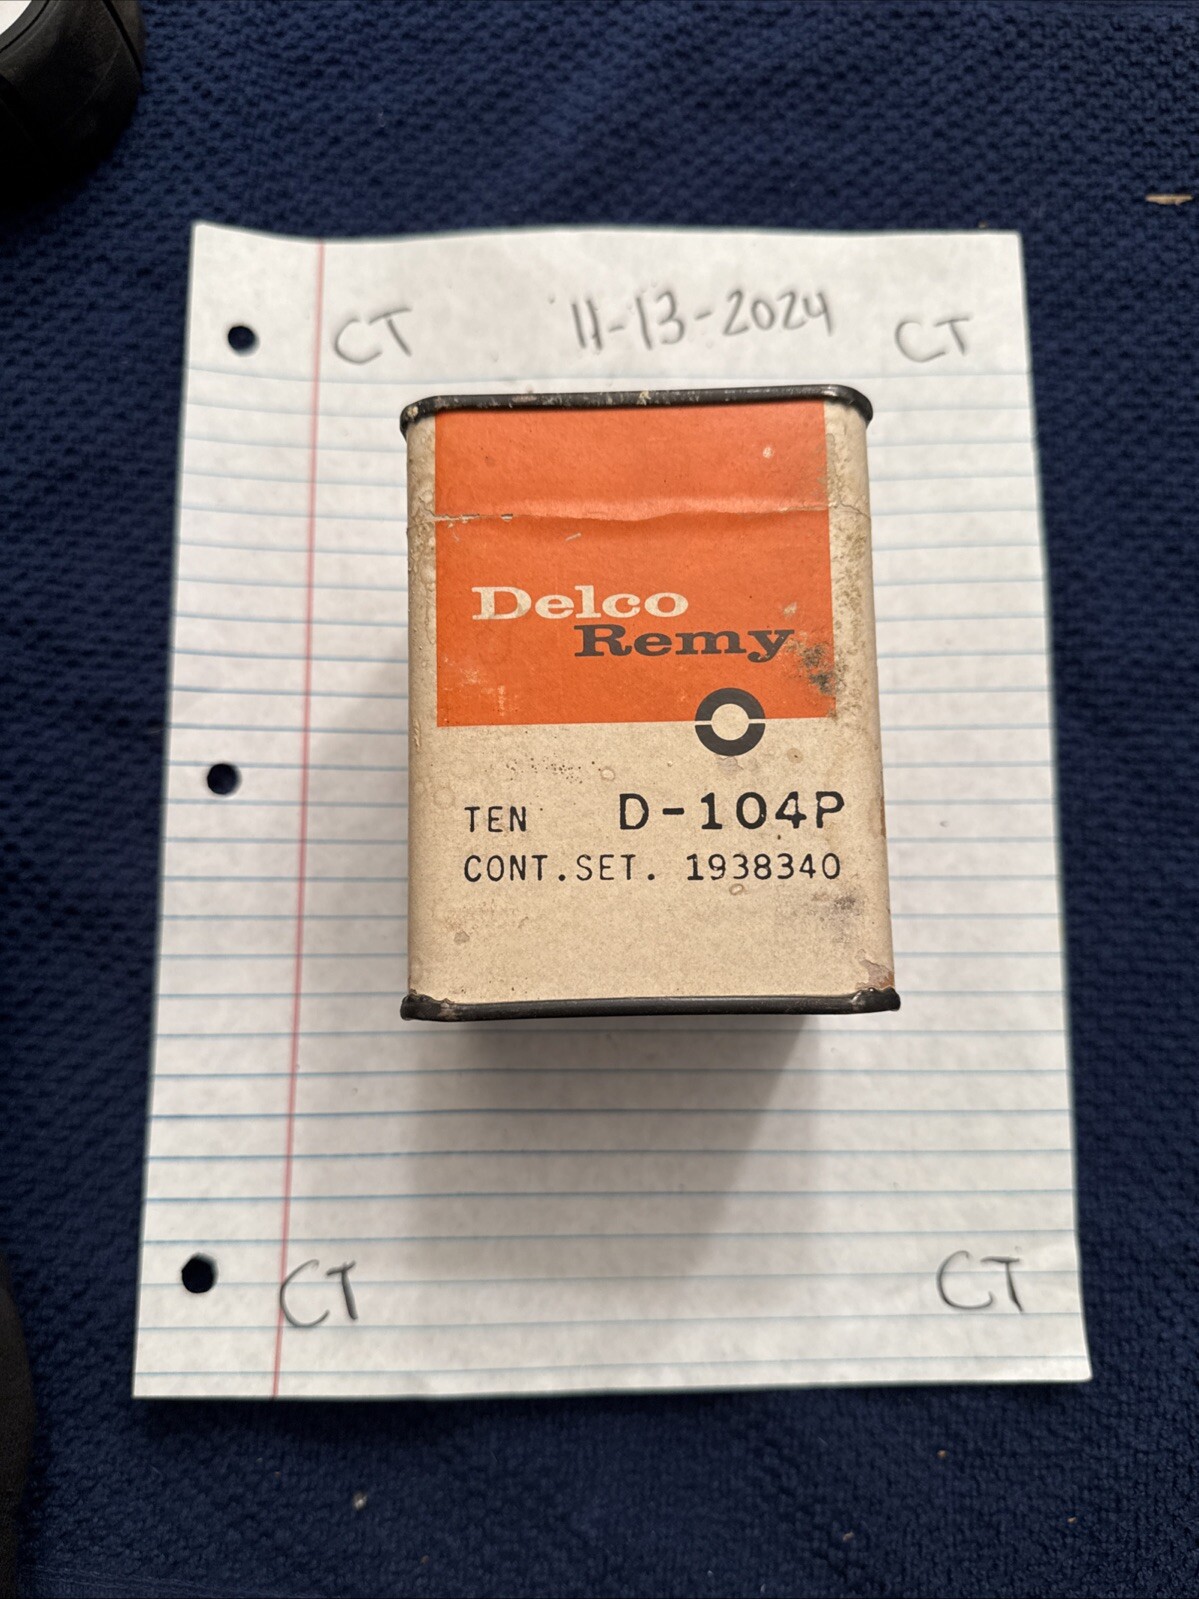 CT 11-13-2024 CT
Delco
Remy
TEN D-104P
CONT.SET. 1938340
CT CT